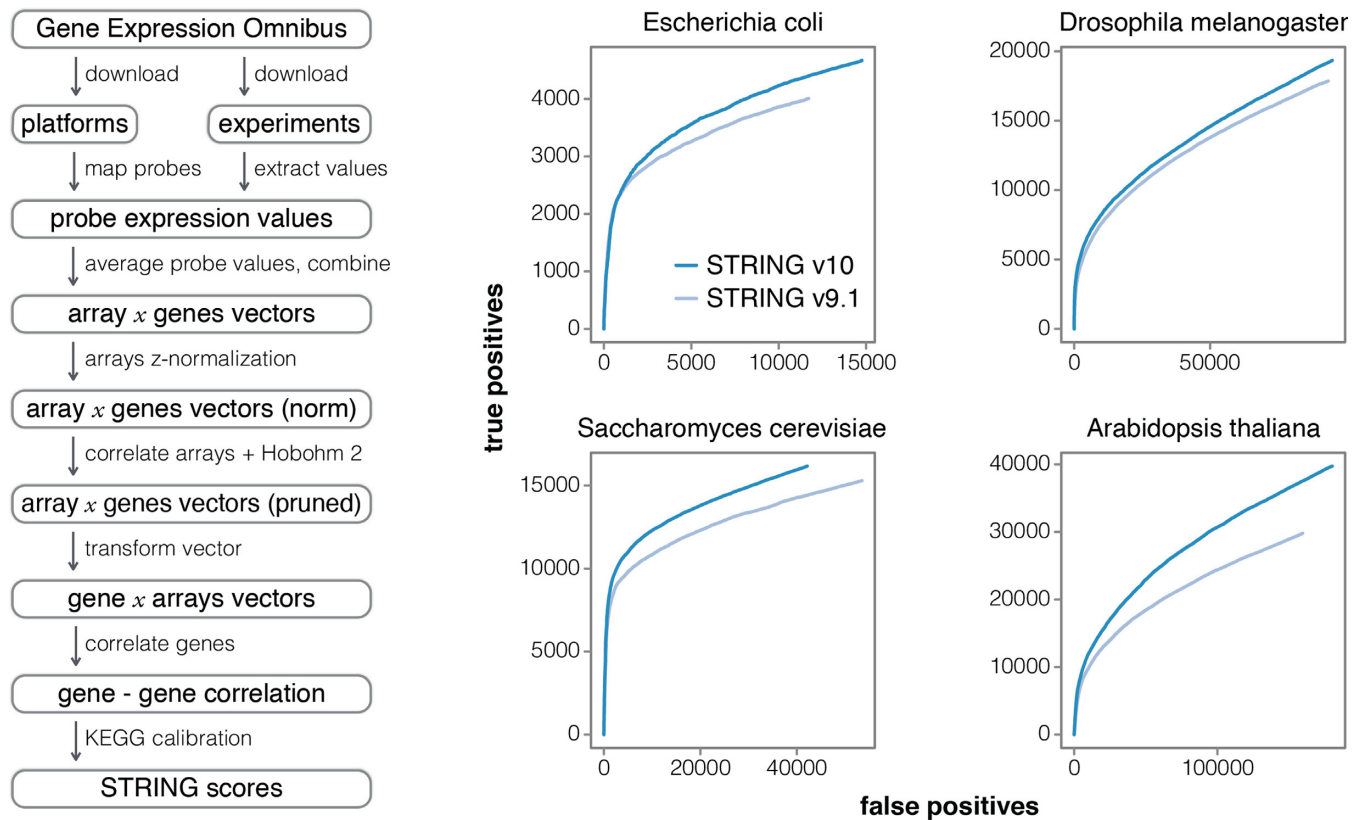 Gene Expression Omnibus
download
download
platforms
experiments
map probes
extract values
probe expression values
average probe values, combine
array x genes vectors
arrays z-normalization
array x genes vectors (norm)
correlate arrays + Hobohm 2
array x genes vectors (pruned)
transform vector
gene x arrays vectors
correlate genes
gene - gene correlation
KEGG calibration
STRING scores
true positives
Escherichia coli
4000
3000
2000
1000
0
STRING v10
STRING v9.1
0 5000 10000 15000
Drosophila melanogaster
20000
15000
10000
5000
0
0 50000
Saccharomyces cerevisiae
15000
10000
5000
0
0 20000 40000
Arabidopsis thaliana
40000
30000
20000
10000
0
0 100000
false positives